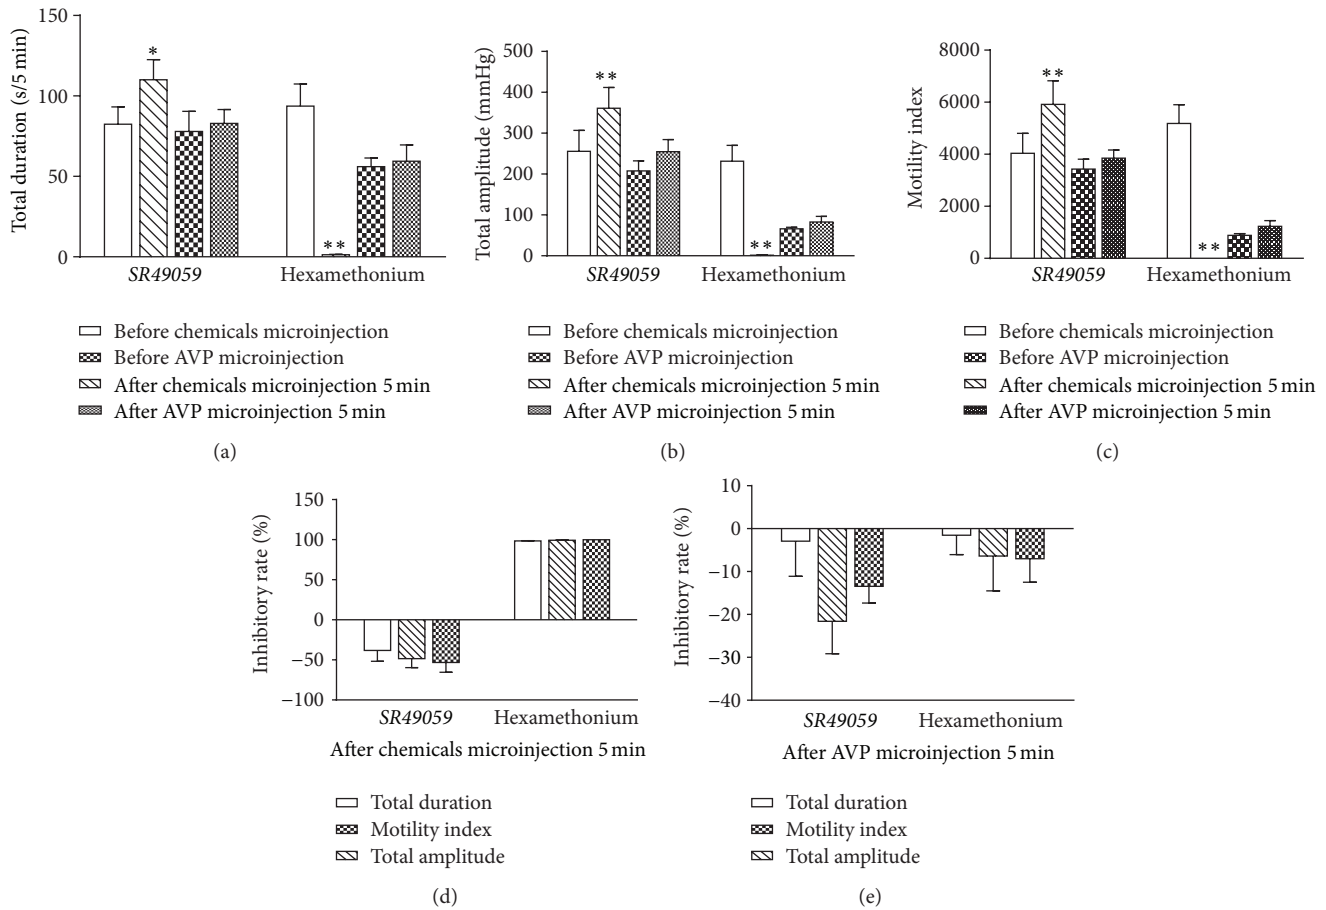 150
100
50
0
Total duration (s/5 min)
*
**
SR49059 Hexamethonium
Before chemicals microinjection
Before AVP microinjection
After chemicals microinjection 5 min
After AVP microinjection 5 min
(a)
500
400
300
200
100
0
Total amplitude (mmHg)
**
**
SR49059 Hexamethonium
Before chemicals microinjection
Before AVP microinjection
After chemicals microinjection 5 min
After AVP microinjection 5 min
(b)
8000
6000
4000
2000
0
Motility index
**
**
SR49059 Hexamethonium
Before chemicals microinjection
Before AVP microinjection
After chemicals microinjection 5 min
After AVP microinjection 5 min
(c)
150
100
50
0
−50
−100
Inhibitory rate (%)
SR49059 Hexamethonium
After chemicals microinjection 5 min
Total duration
Motility index
Total amplitude
(d)
10
0
−10
−20
−30
−40
Inhibitory rate (%)
SR49059 Hexamethonium
After AVP microinjection 5 min
Total duration
Motility index
Total amplitude
(e)